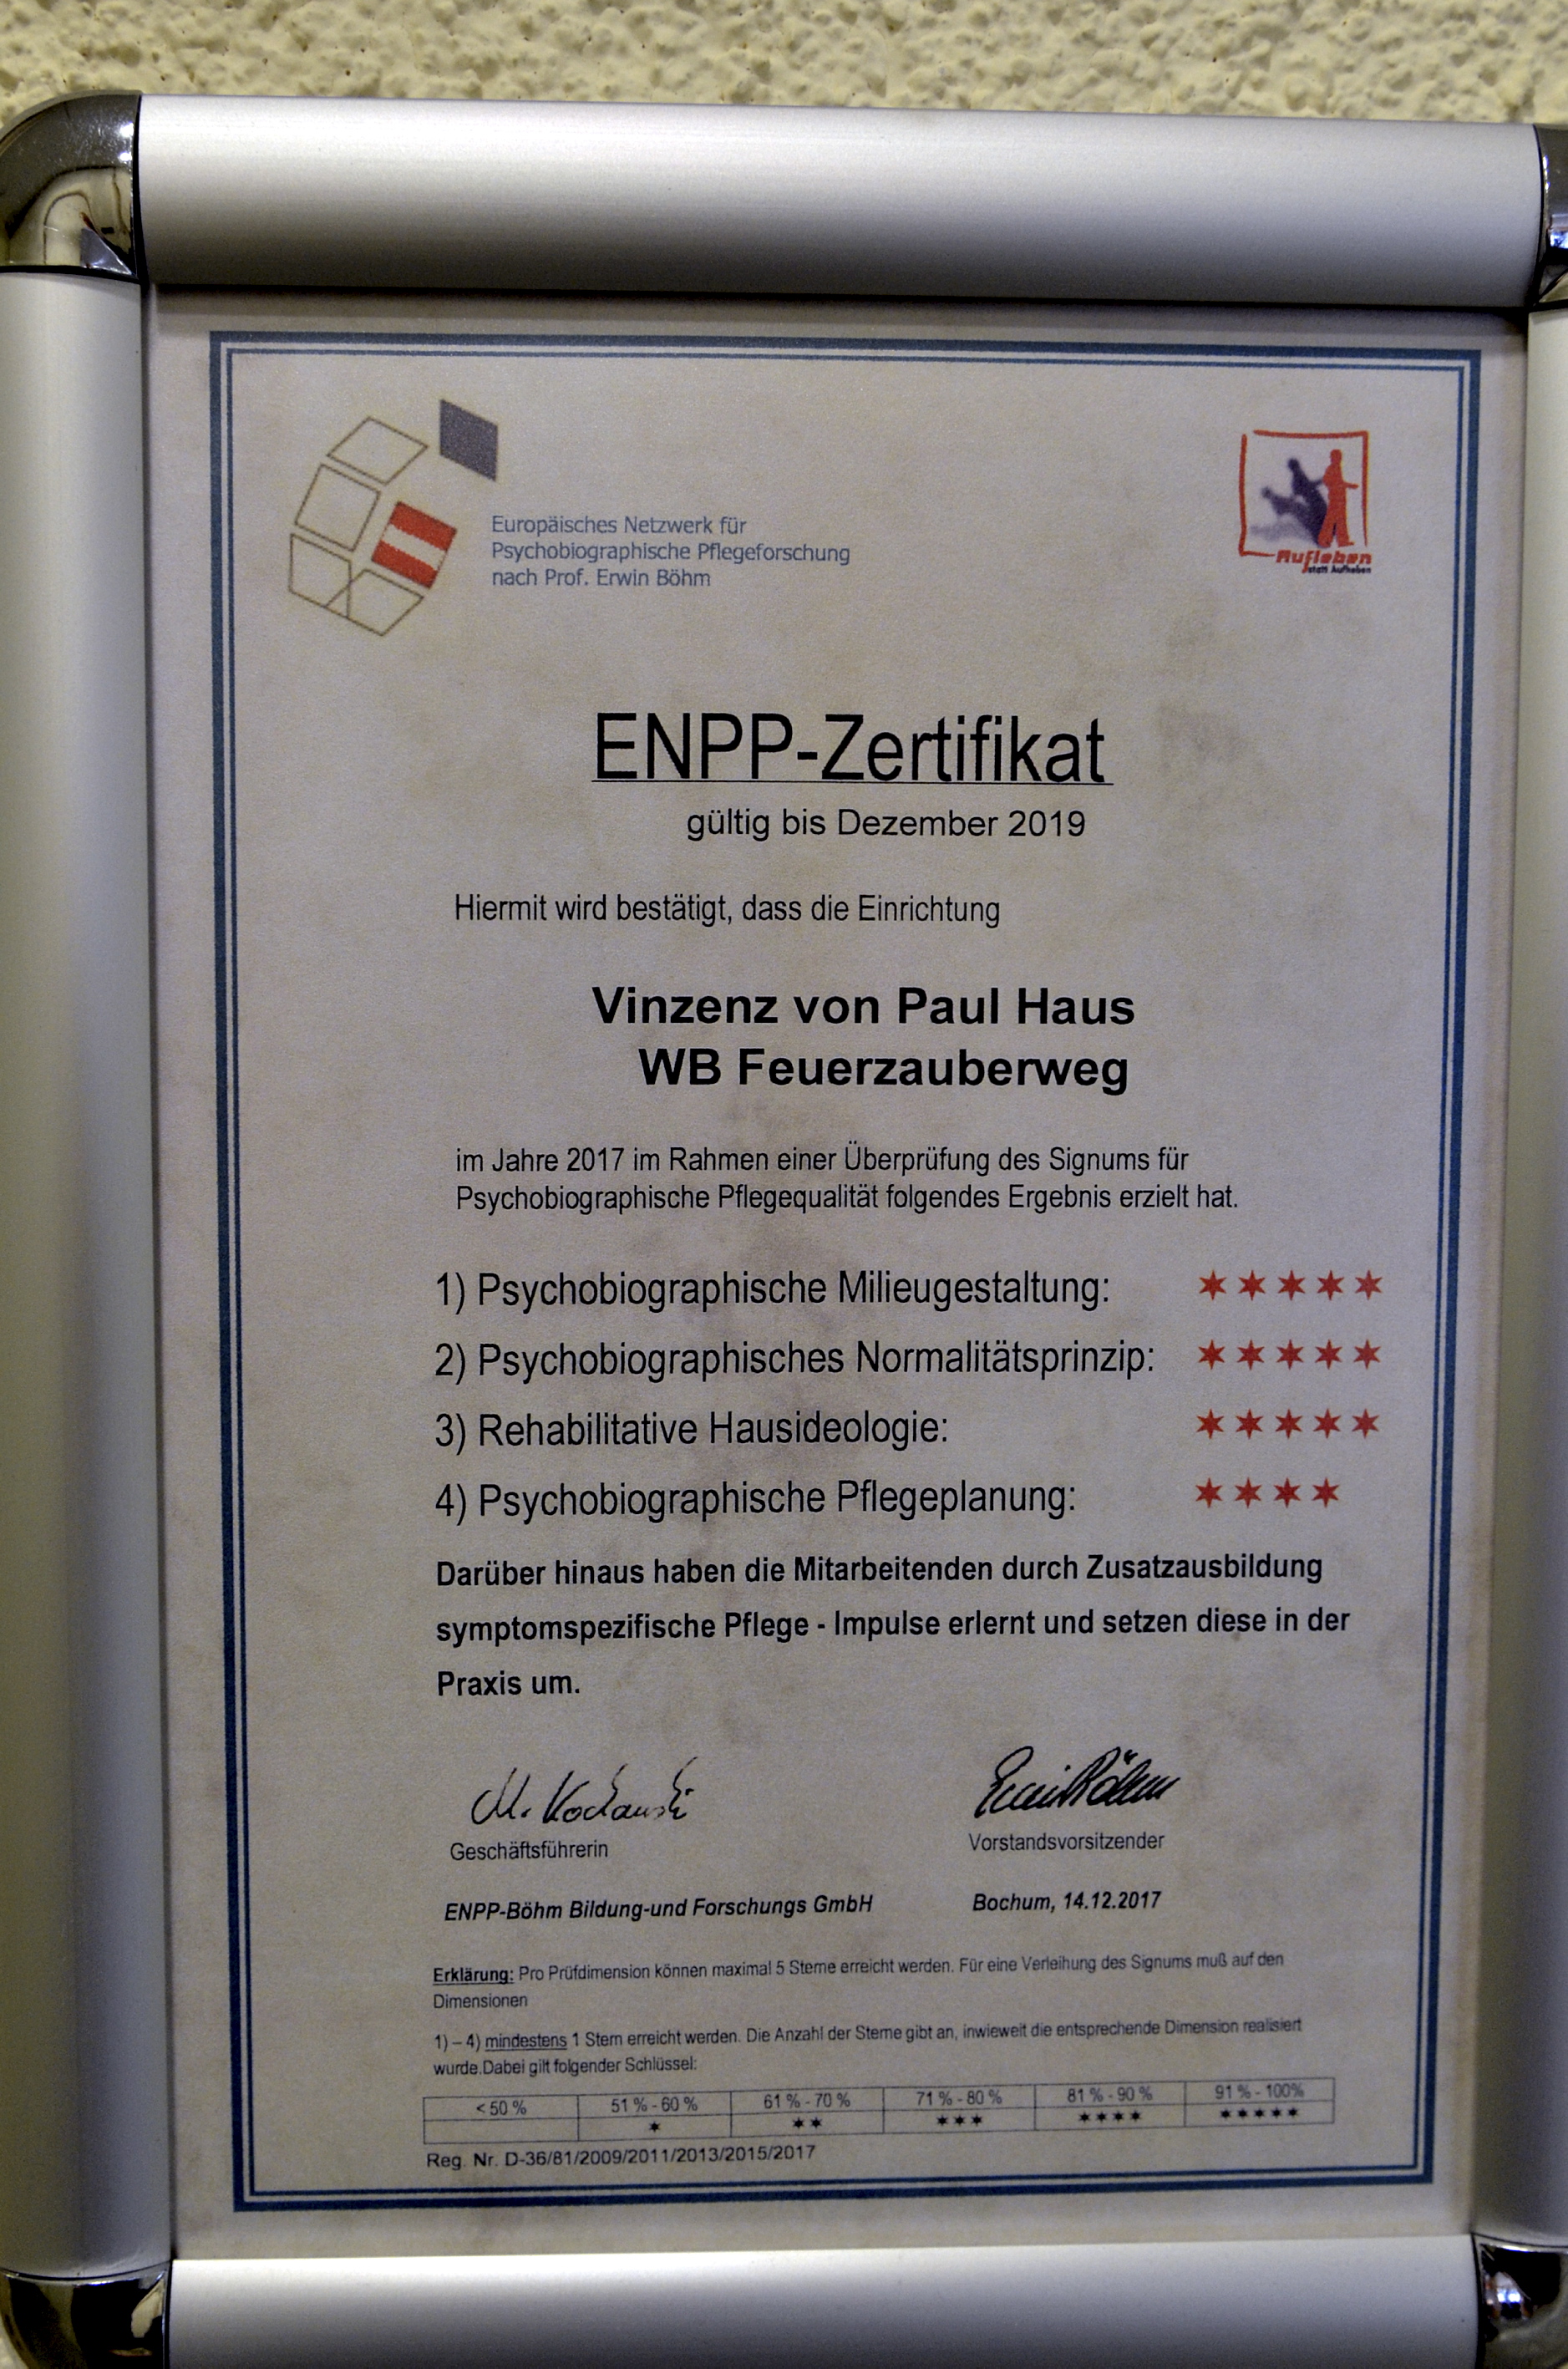 Europäisches Netzwerk für
Psychobiographische Pflegeforschung
nach Prof. Erwin Böhm
Aufleben
statt Aufheben
ENPP-Zertifikat
gültig bis Dezember 2019
Hiermit wird bestätigt, dass die Einrichtung
Vinzenz von Paul Haus
WB Feuerzauberweg
im Jahre 2017 im Rahmen einer Überprüfung des Signums für
Psychobiographische Pflegequalität folgendes Ergebnis erzielt hat.
1) Psychobiographische Milieugestaltung: ✶✶✶✶✶
2) Psychobiographisches Normalitätsprinzip: ✶✶✶✶✶
3) Rehabilitative Hausideologie: ✶✶✶✶✶
4) Psychobiographische Pflegeplanung: ✶✶✶✶
Darüber hinaus haben die Mitarbeitenden durch Zusatzausbildung
symptomspezifische Pflege - Impulse erlernt und setzen diese in der
Praxis um.
Geschäftsführerin Vorstandsvorsitzender
ENPP-Böhm Bildung-und Forschungs GmbH Bochum, 14.12.2017
Erklärung: Pro Prüfdimension können maximal 5 Sterne erreicht werden. Für eine Verleihung des Signums muß auf den
Dimensionen
1) – 4) mindestens 1 Stern erreicht werden. Die Anzahl der Sterne gibt an, inwieweit die entsprechende Dimension realisiert
wurde.Dabei gilt folgender Schlüssel:
< 50 % 51 % - 60 % 61 % - 70 % 71 % - 80 % 81 % - 90 % 91 % - 100%
✶ ✶✶ ✶✶✶ ✶✶✶✶ ✶✶✶✶✶
Reg. Nr. D-36/81/2009/2011/2013/2015/2017